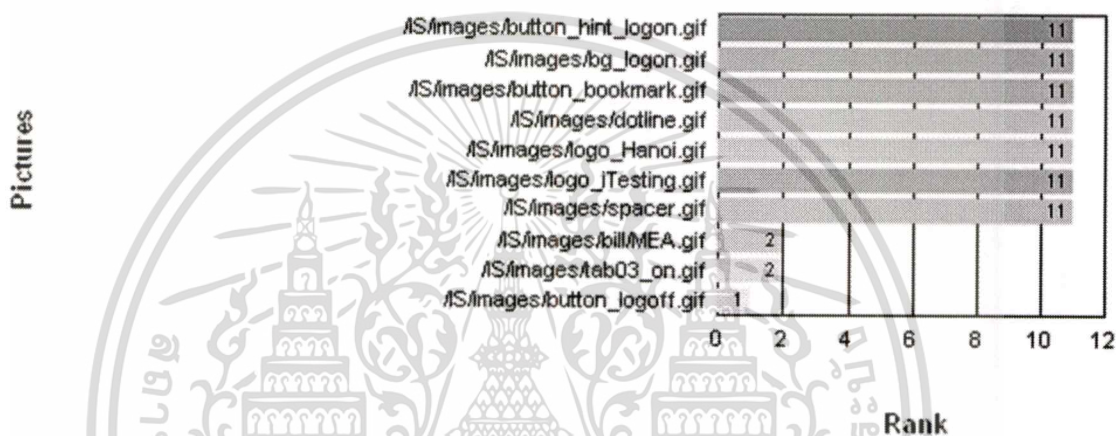 Pictures
/IS/images/button_hint_logon.gif 11
/IS/images/bg_logon.gif 11
/IS/images/button_bookmark.gif 11
/IS/images/dotline.gif 11
/IS/images/logo_Hanoi.gif 11
/IS/images/logo_iTesting.gif 11
/IS/images/spacer.gif 11
/IS/images/bill/MEA.gif 2
/IS/images/tab03_on.gif 2
/IS/images/button_logoff.gif 1
0 2 4 6 8 10 12
Rank